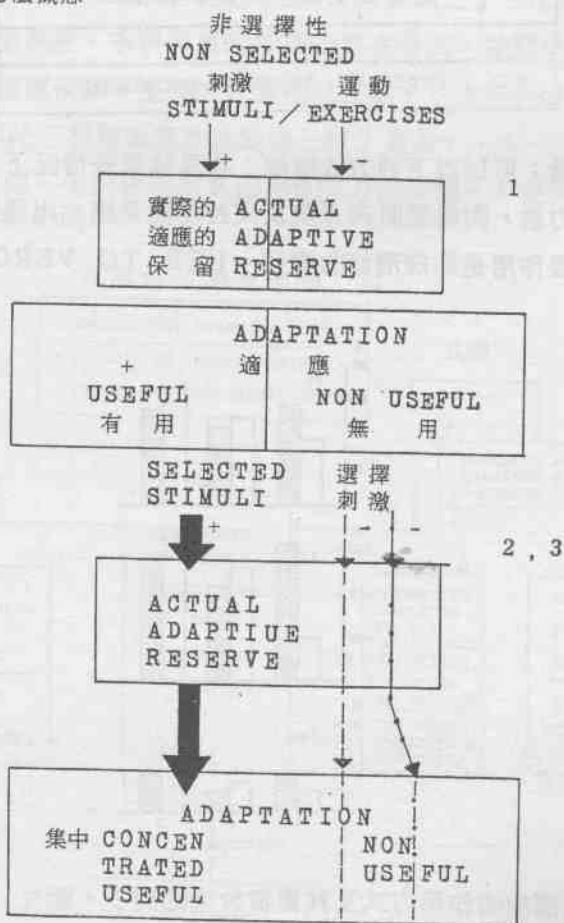 非選擇性
NON SELECTED
刺激 運動
STIMULI / EXERCISES
+ -
1
實際的 ACTUAL
適應的 ADAPTIVE
保留 RESERVE
ADAPTATION
+ 適 應
USEFUL NON USEFUL
有 用 無 用
SELECTED 選擇
STIMULI 刺激
+ - -
2,3
ACTUAL
ADAPTIUE
RESERVE
ADAPTATION
集中 CONCEN NON
TRATED USEFUL
USEFUL